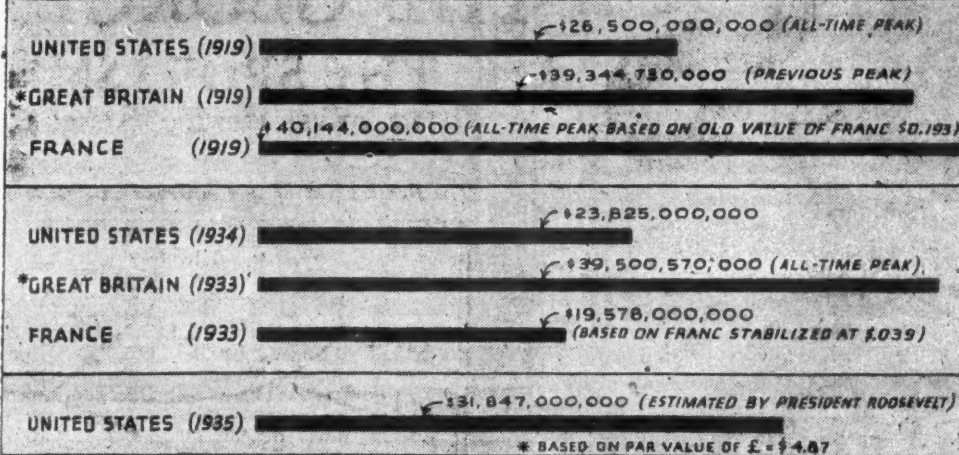 $26,500,000,000 (ALL-TIME PEAK)
UNITED STATES (1919)
$39,344,730,000 (PREVIOUS PEAK)
*GREAT BRITAIN (1919)
$40,144,000,000 (ALL-TIME PEAK BASED ON OLD VALUE OF FRANC $0.193)
FRANCE (1919)
$23,825,000,000
UNITED STATES (1934)
$39,500,570,000 (ALL-TIME PEAK)
*GREAT BRITAIN (1933)
$19,578,000,000
(BASED ON FRANC STABILIZED AT $.039)
FRANCE (1933)
$31,847,000,000 (ESTIMATED BY PRESIDENT ROOSEVELT)
UNITED STATES (1935)
* BASED ON PAR VALUE OF £ = $4.87